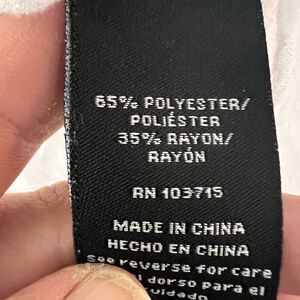 65% POLYESTER/
POLIÉSTER
35% RAYON/
RAYÓN
RN 103715
MADE IN CHINA
HECHO EN CHINA
See reverse for care
dorso para el
cuidado